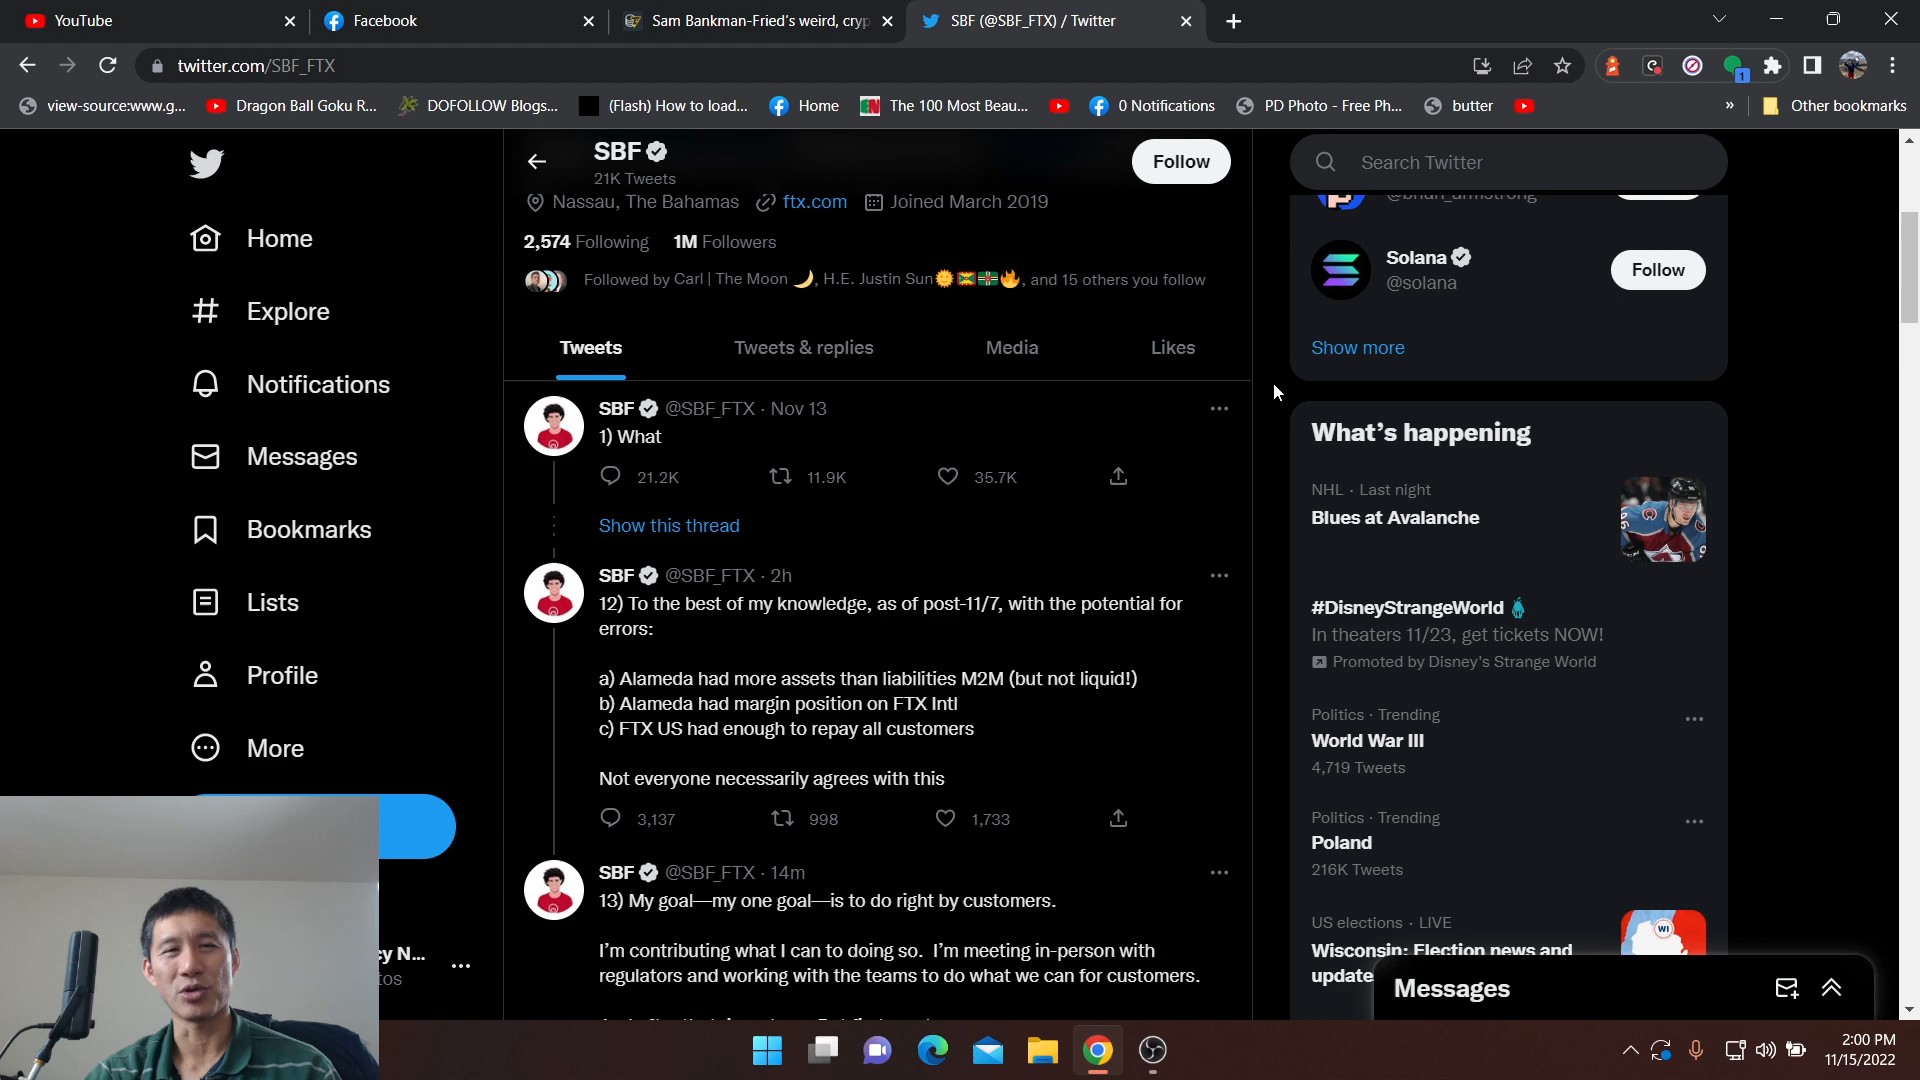 YouTube
Facebook
Sam Bankman-Fried's weird, cryp
SBF (@SBF_FTX) / Twitter
twitter.com/SBF_FTX
1
view-source:www.g...
Dragon Ball Goku R...
DOFOLLOW Blogs...
(Flash) How to load...
Home
The 100 Most Beau...
0 Notifications
PD Photo - Free Ph...
butter
»
Other bookmarks
Home
Explore
Notifications
Messages
Bookmarks
Lists
Profile
More
cy N...
tos
SBF
21K Tweets
Follow
Nassau, The Bahamas ftx.com Joined March 2019
2,574 Following 1M Followers
Followed by Carl | The Moon 🌙, H.E. Justin Sun🌞🇬🇩🇩🇲🔥, and 15 others you follow
Tweets
Tweets & replies
Media
Likes
SBF @SBF_FTX · Nov 13
1) What
21.2K
11.9K
35.7K
Show this thread
SBF @SBF_FTX · 2h
12) To the best of my knowledge, as of post-11/7, with the potential for
errors:
a) Alameda had more assets than liabilities M2M (but not liquid!)
b) Alameda had margin position on FTX Intl
c) FTX US had enough to repay all customers
Not everyone necessarily agrees with this
3,137
998
1,733
SBF @SBF_FTX · 14m
13) My goal—my one goal—is to do right by customers.
I'm contributing what I can to doing so. I'm meeting in-person with
regulators and working with the teams to do what we can for customers.
Search Twitter
@brian_armstrong
Solana
@solana
Follow
Show more
What's happening
NHL · Last night
Blues at Avalanche
#DisneyStrangeWorld
In theaters 11/23, get tickets NOW!
Promoted by Disney's Strange World
Politics · Trending
World War III
4,719 Tweets
Politics · Trending
Poland
216K Tweets
US elections · LIVE
Wisconsin: Election news and
update
WI
Messages
2:00 PM
11/15/2022